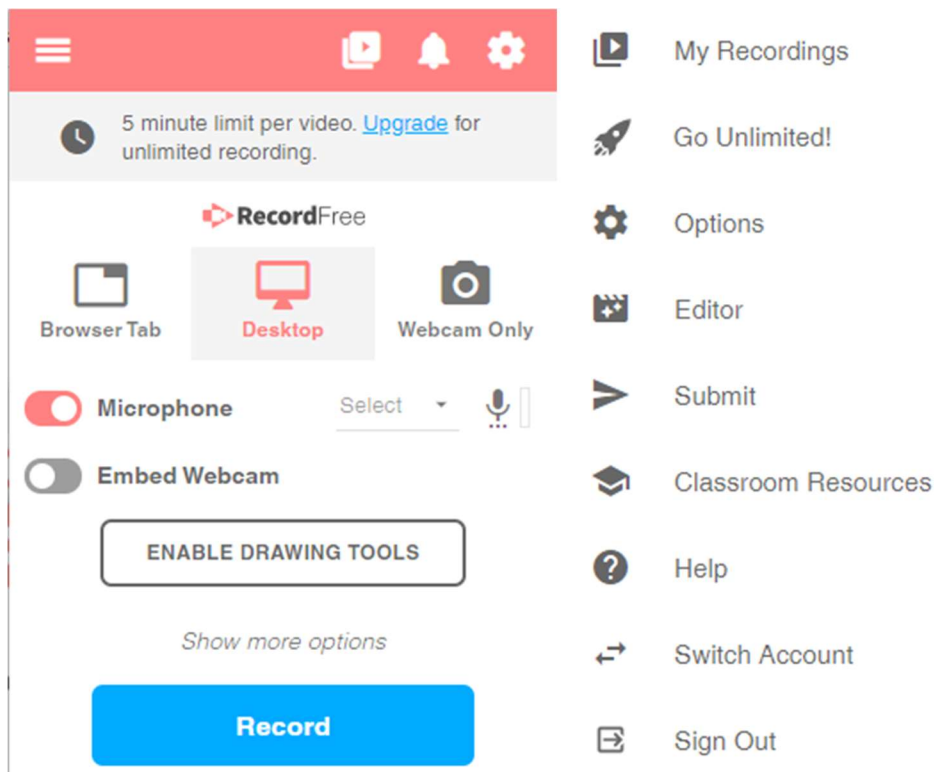 5 minute limit per video. Upgrade for
unlimited recording.
RecordFree
Browser Tab
Desktop
Webcam Only
Microphone
Select
Embed Webcam
ENABLE DRAWING TOOLS
Show more options
Record
My Recordings
Go Unlimited!
Options
Editor
Submit
Classroom Resources
Help
Switch Account
Sign Out